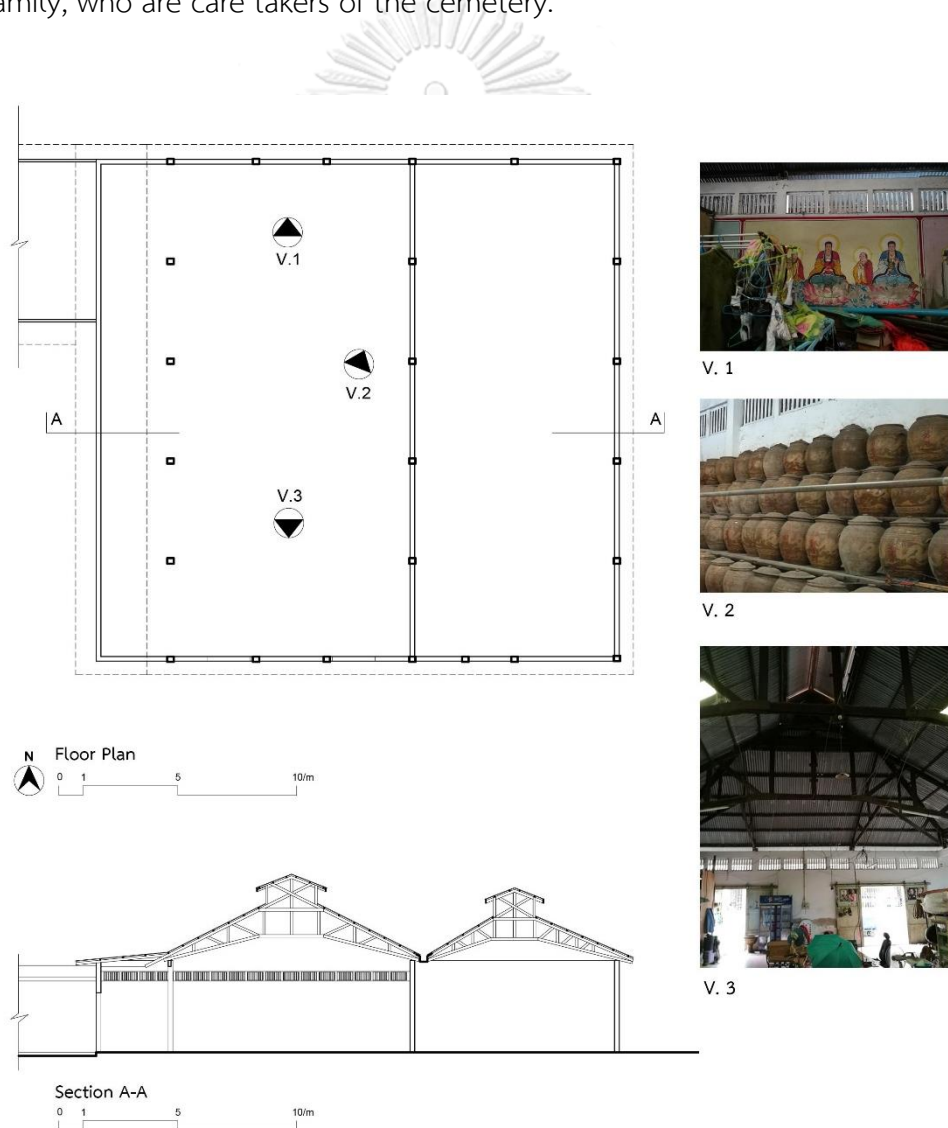 amily, who are care takers of the cemetery.
V.1
V.2
V.3
A
A
V. 1
V. 2
V. 3
N
Floor Plan
0 1 5 10/m
Section A-A
0 1 5 10/m